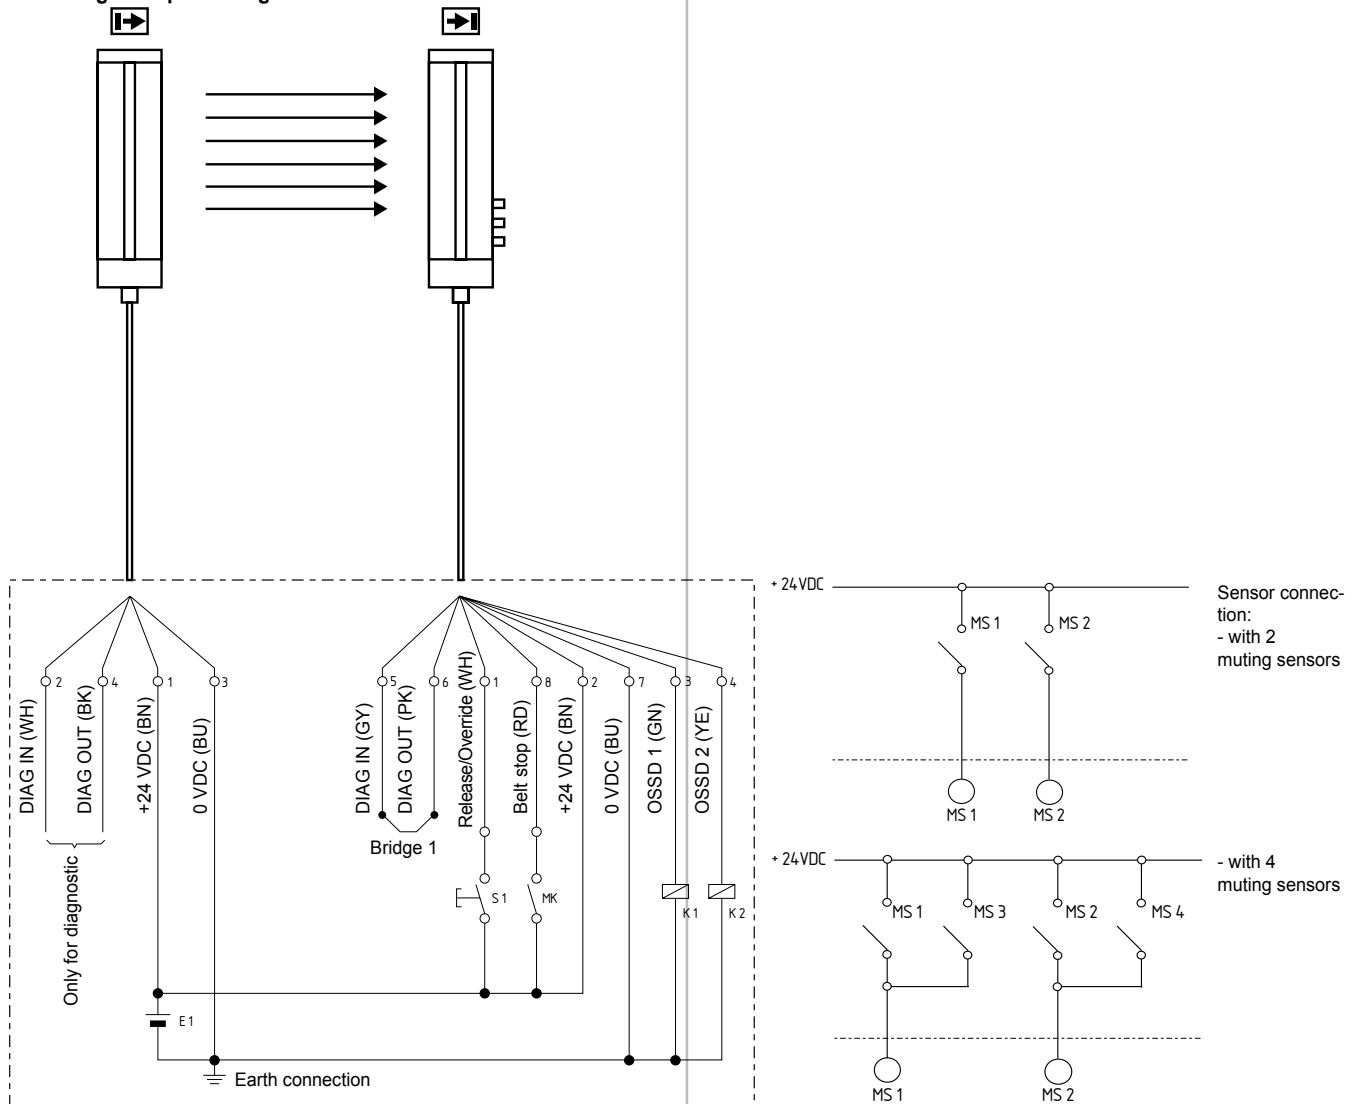 2
4
1
3
5
6
1
8
2
7
3
4
DIAG IN (WH)
DIAG OUT (BK)
+24 VDC (BN)
0 VDC (BU)
DIAG IN (GY)
DIAG OUT (PK)
Release/Override (WH)
Belt stop (RD)
+24 VDC (BN)
0 VDC (BU)
OSSD 1 (GN)
OSSD 2 (YE)
Only for diagnostic
Bridge 1
S 1
MK
K 1
K 2
E 1
Earth connection
+ 24VDC
MS 1
MS 2
MS 1
MS 2
Sensor connec-
tion:
- with 2
muting sensors
+ 24VDC
MS 1
MS 3
MS 2
MS 4
MS 1
MS 2
- with 4
muting sensors